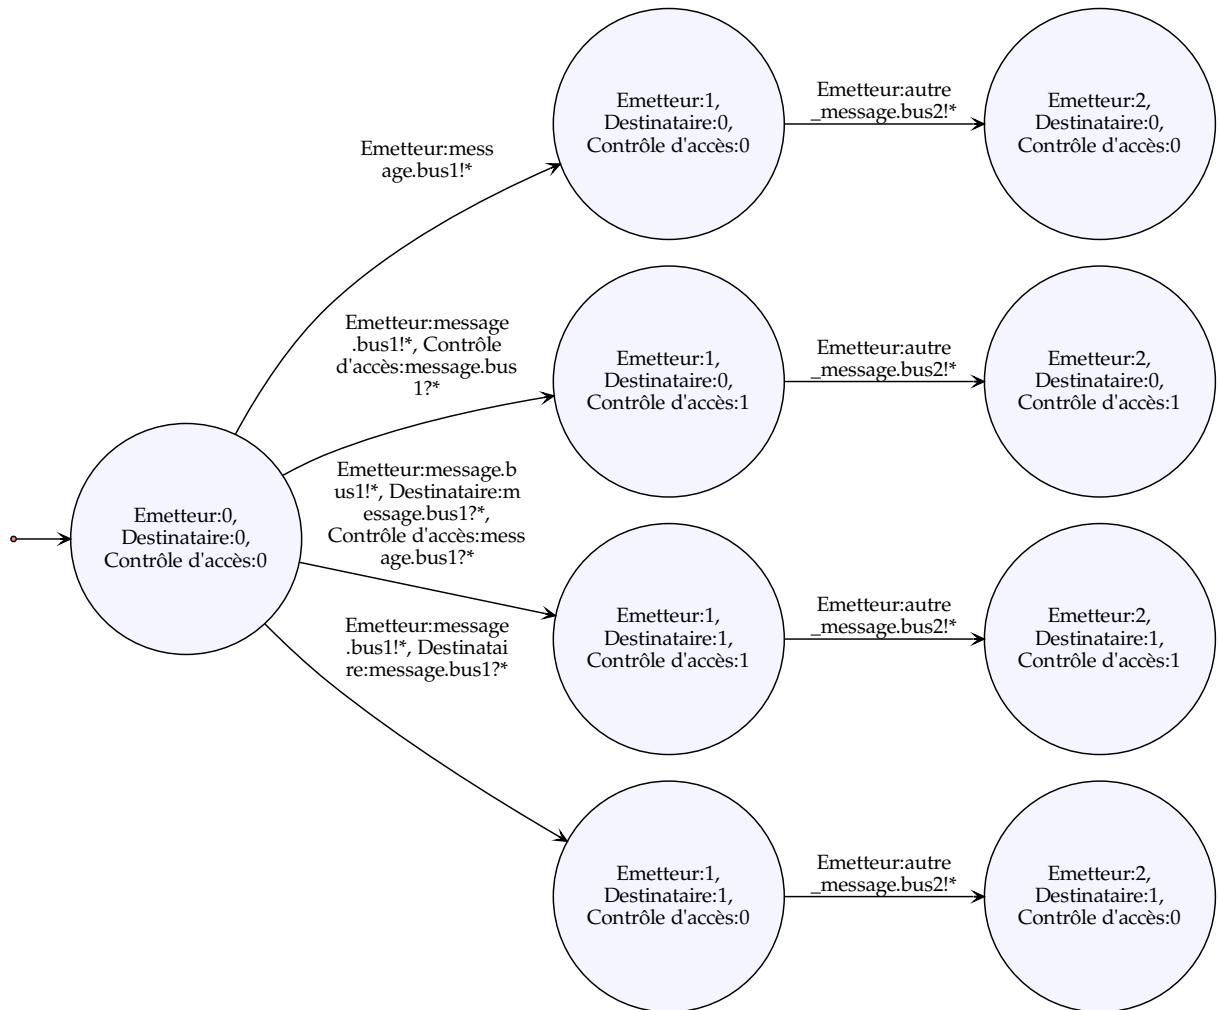 Emetteur:1,
Destinataire:0,
Contrôle d'accès:0
Emetteur:autre
_message.bus2!*
Emetteur:2,
Destinataire:0,
Contrôle d'accès:0
Emetteur:mess
age.bus1!*
Emetteur:message
.bus1!*, Contrôle
d'accès:message.bus
1?*
Emetteur:1,
Destinataire:0,
Contrôle d'accès:1
Emetteur:autre
_message.bus2!*
Emetteur:2,
Destinataire:0,
Contrôle d'accès:1
Emetteur:0,
Destinataire:0,
Contrôle d'accès:0
Emetteur:message.b
us1!*, Destinataire:m
essage.bus1?*,
Contrôle d'accès:mess
age.bus1?*
Emetteur:1,
Destinataire:1,
Contrôle d'accès:1
Emetteur:autre
_message.bus2!*
Emetteur:2,
Destinataire:1,
Contrôle d'accès:1
Emetteur:message
.bus1!*, Destinatai
re:message.bus1?*
Emetteur:1,
Destinataire:1,
Contrôle d'accès:0
Emetteur:autre
_message.bus2!*
Emetteur:2,
Destinataire:1,
Contrôle d'accès:0